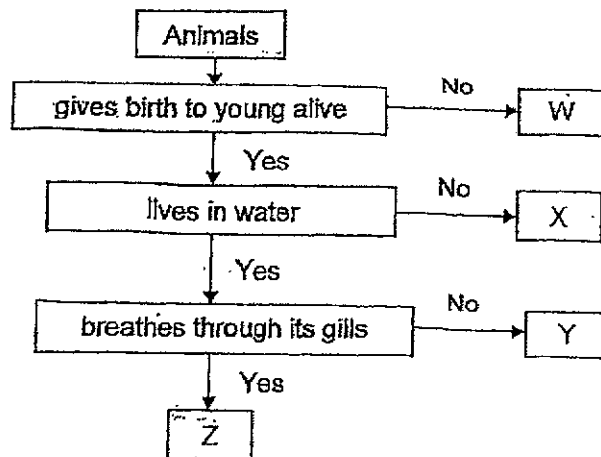 Animals
gives birth to young alive
No
W
Yes
lives in water
No
X
Yes
breathes through its gills
No
Y
Yes
Z